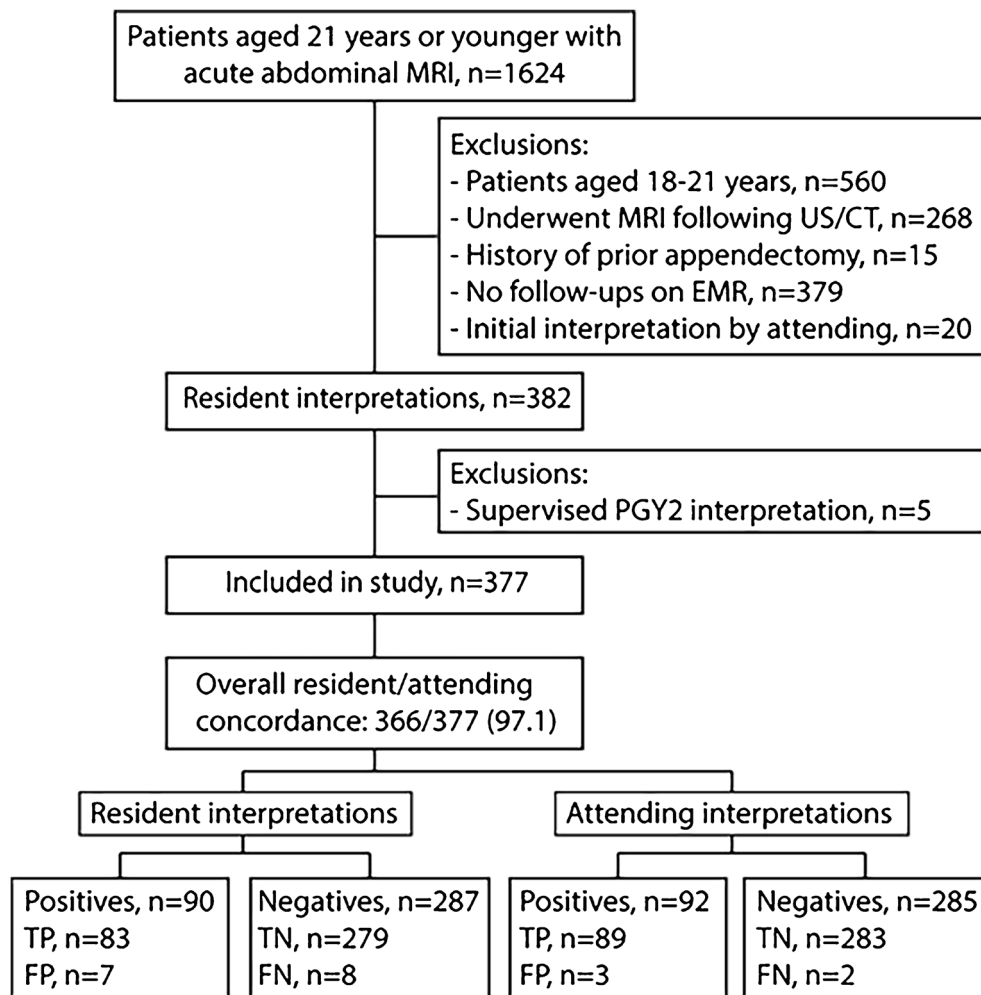 Patients aged 21 years or younger with
acute abdominal MRI, n=1624
Exclusions:
- Patients aged 18-21 years, n=560
- Underwent MRI following US/CT, n=268
- History of prior appendectomy, n=15
- No follow-ups on EMR, n=379
- Initial interpretation by attending, n=20
Resident interpretations, n=382
Exclusions:
- Supervised PGY2 interpretation, n=5
Included in study, n=377
Overall resident/attending
concordance: 366/377 (97.1)
Resident interpretations
Attending interpretations
Positives, n=90
TP, n=83
FP, n=7
Negatives, n=287
TN, n=279
FN, n=8
Positives, n=92
TP, n=89
FP, n=3
Negatives, n=285
TN, n=283
FN, n=2